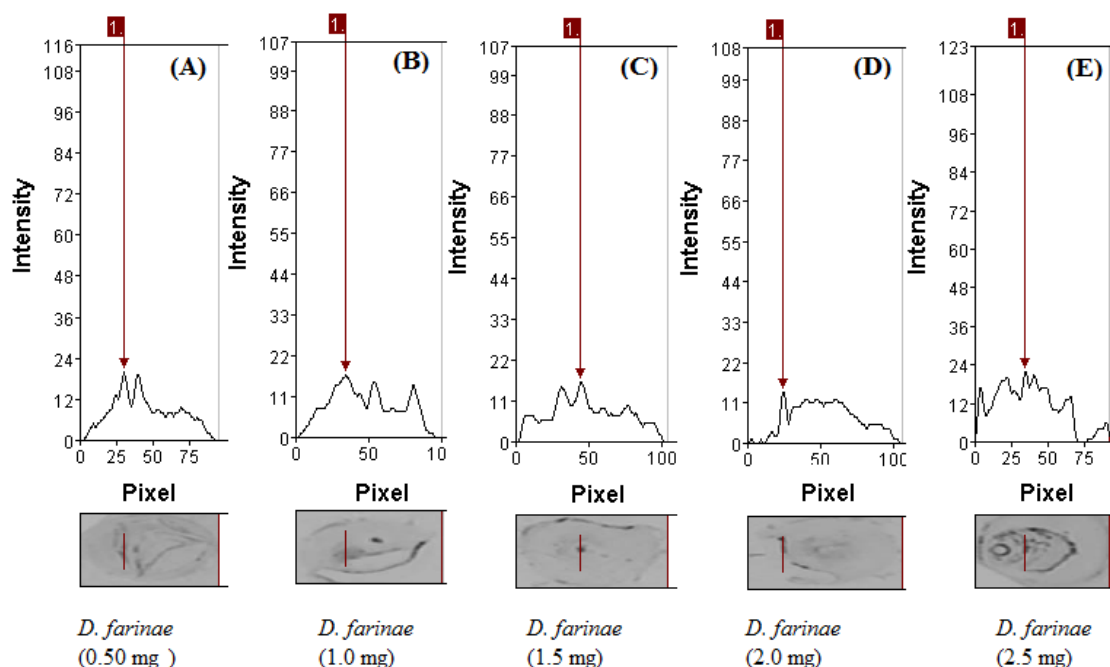 1.
116
108
96
84
72
60
48
36
24
12
0
0 25 50 75
Intensity
Pixel
(A)
D. farinae
(0.50 mg )
1.
107
99
88
77
66
55
44
33
22
11
0
0 50 10
Intensity
Pixel
(B)
D. farinae
(1.0 mg)
1.
107
99
88
77
66
55
44
33
22
11
0
0 50 100
Intensity
Pixel
(C)
D. farinae
(1.5 mg)
1.
108
99
88
77
66
55
44
33
22
11
0
0 50 100
Intensity
Pixel
(D)
D. farinae
(2.0 mg)
1.
123
108
96
84
72
60
48
36
24
12
0
0 25 50 75
Intensity
Pixel
(E)
D. farinae
(2.5 mg)